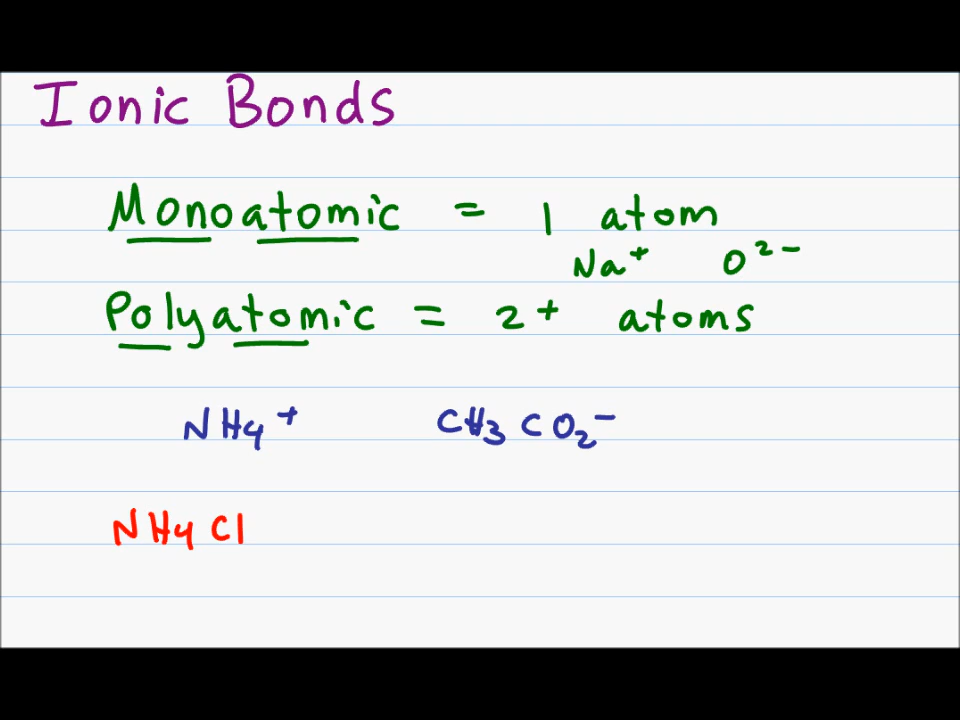 Ionic Bonds
Monoatomic = 1 atom
Na⁺ O²⁻
Polyatomic = 2+ atoms
NH₄⁺ CH₃CO₂⁻
NH₄Cl